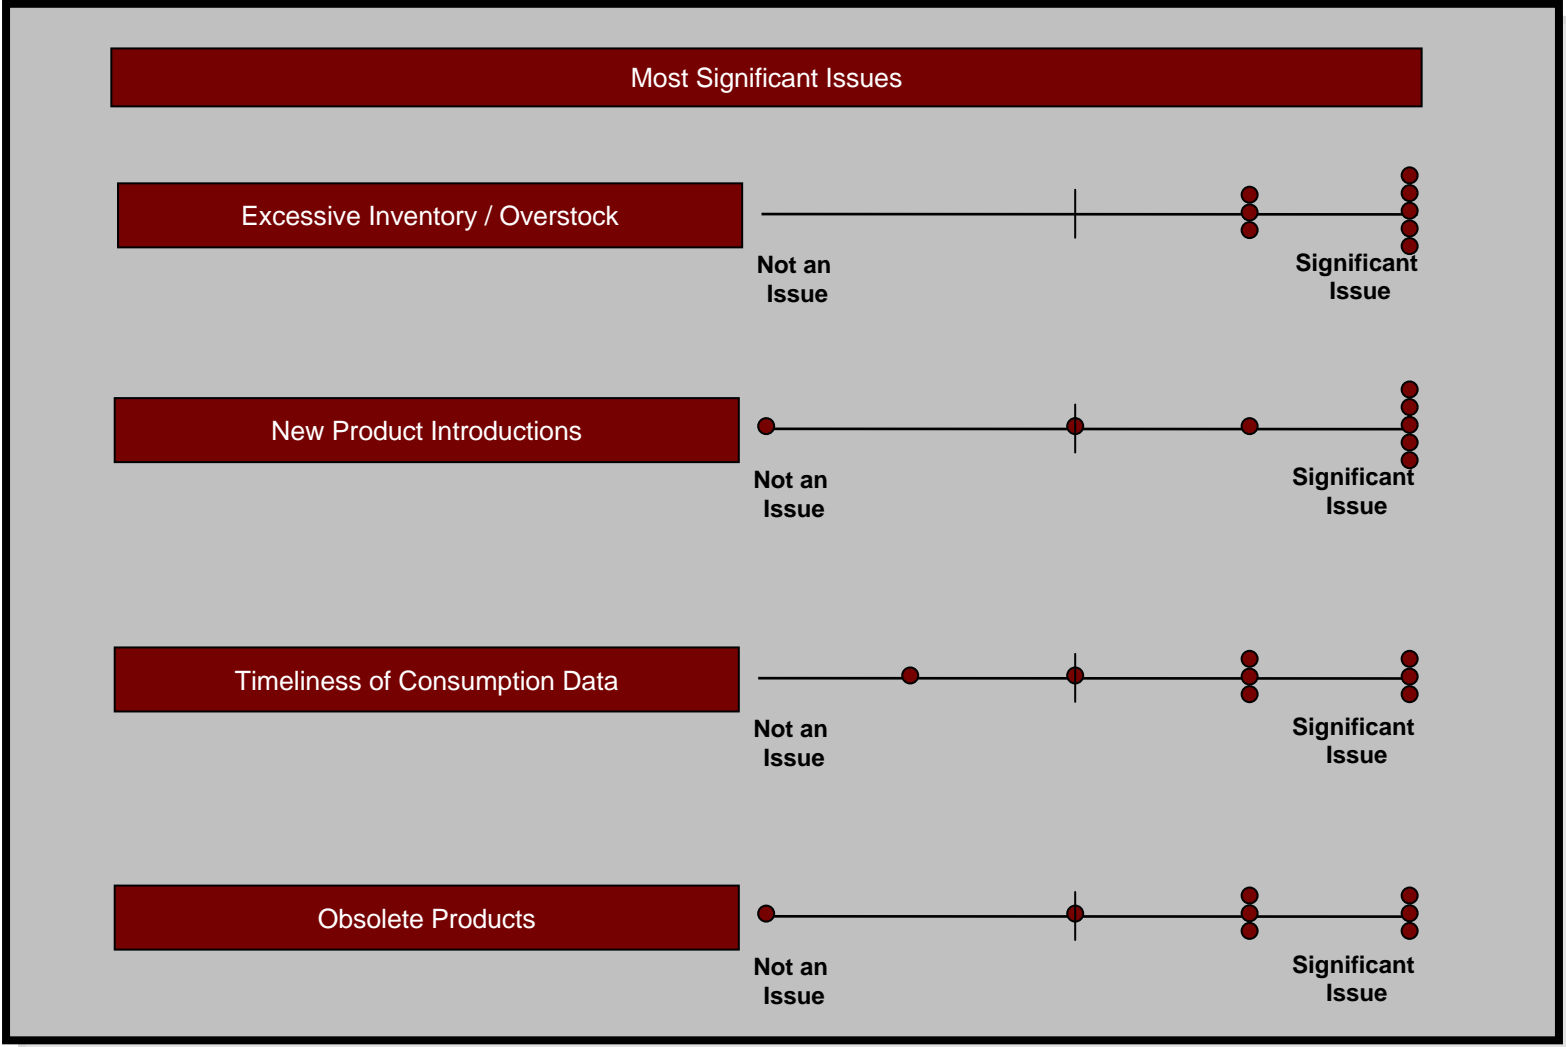 Most Significant Issues
Excessive Inventory / Overstock
Not an
Issue
Significant
Issue
New Product Introductions
Not an
Issue
Significant
Issue
Timeliness of Consumption Data
Not an
Issue
Significant
Issue
Obsolete Products
Not an
Issue
Significant
Issue